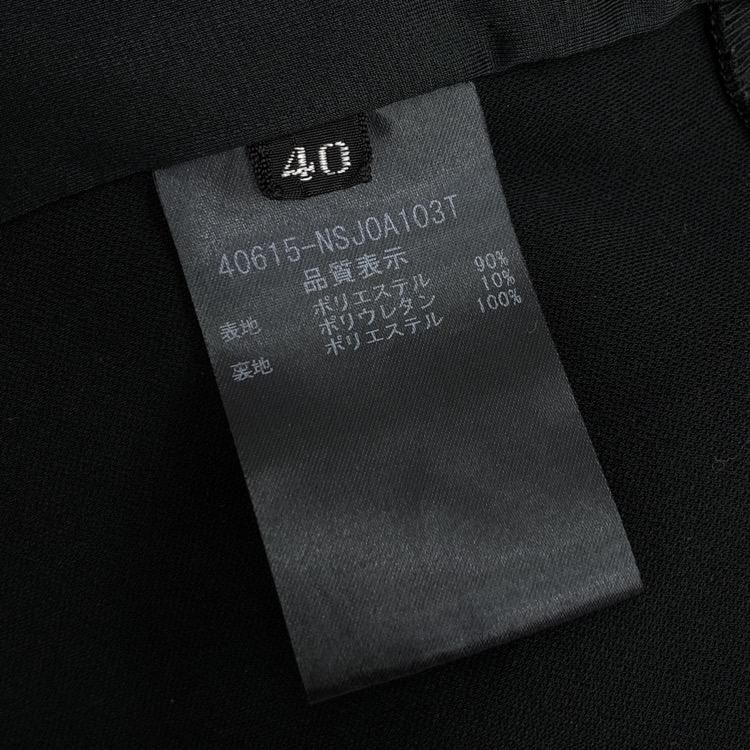 40
40615-NSJ0A103T
品質表示
表地 ポリエステル 90%
ポリウレタン 10%
裏地 ポリエステル 100%